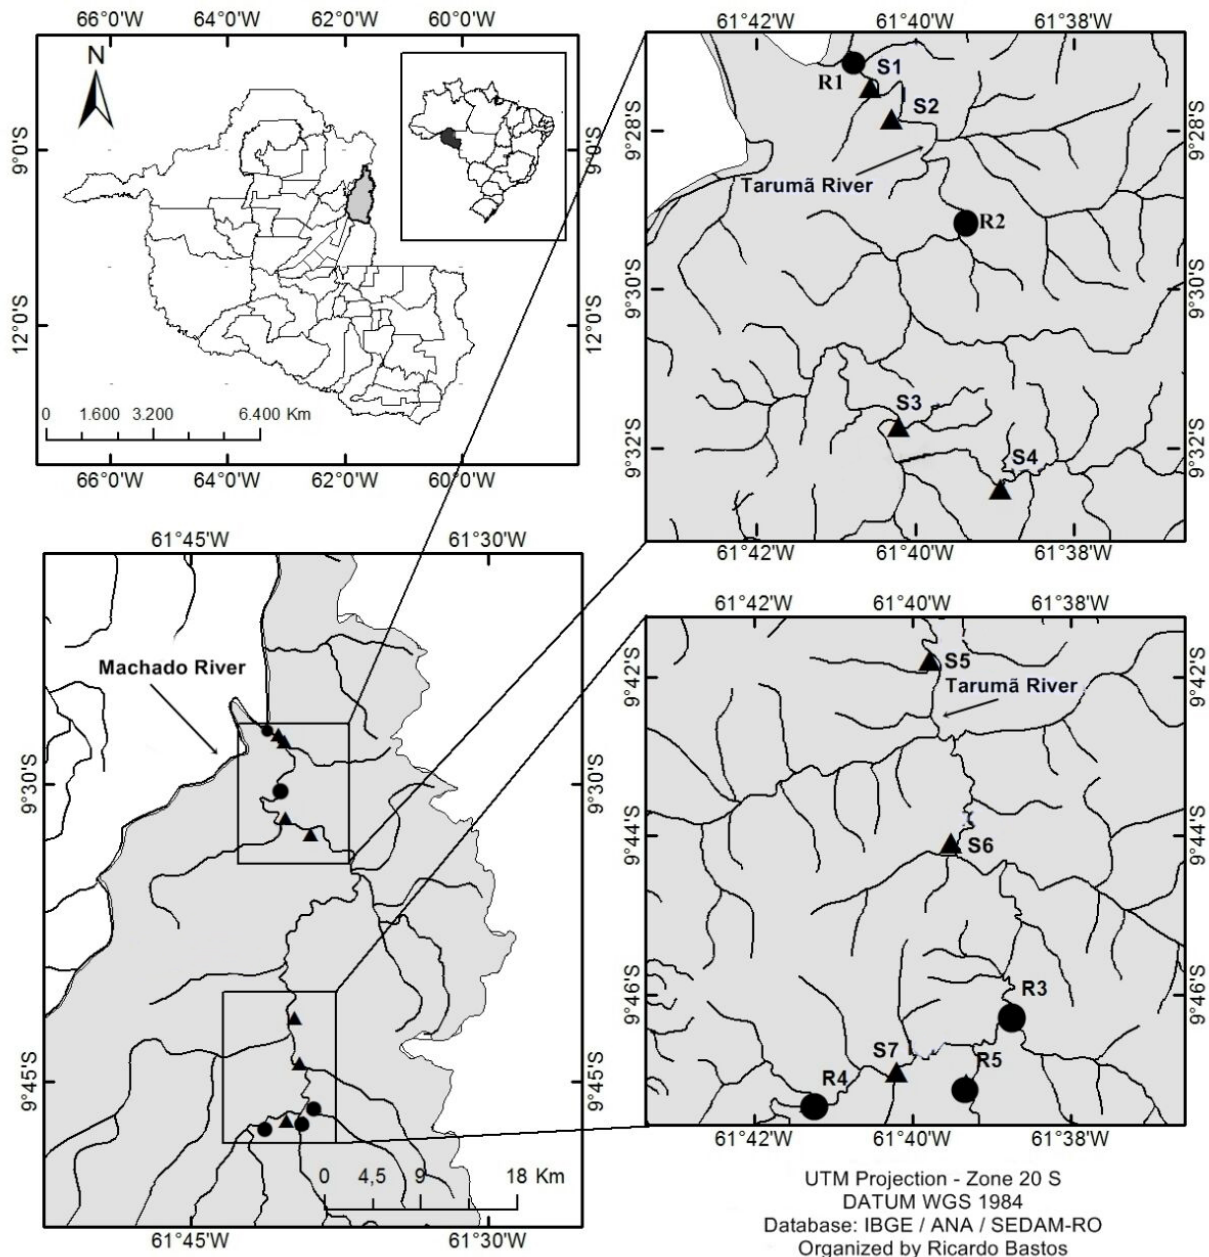 66°0'W 64°0'W 62°0'W 60°0'W
N
9°0'S 9°0'S
12°0'S 12°0'S
0 1.600 3.200 6.400 Km
66°0'W 64°0'W 62°0'W 60°0'W
61°42'W 61°40'W 61°38'W
R1 S1
S2
9°28'S 9°28'S
Tarumã River
R2
9°30'S 9°30'S
S3
9°32'S 9°32'S
S4
61°42'W 61°40'W 61°38'W
61°45'W 61°30'W
Machado River
9°30'S 9°30'S
9°45'S 9°45'S
0 4,5 9 18 Km
61°45'W 61°30'W
61°42'W 61°40'W 61°38'W
9°42'S 9°42'S
S5
Tarumã River
9°44'S 9°44'S
S6
9°46'S 9°46'S
R3
S7
R5
R4
61°42'W 61°40'W 61°38'W
UTM Projection - Zone 20 S
DATUM WGS 1984
Database: IBGE / ANA / SEDAM-RO
Organized by Ricardo Bastos